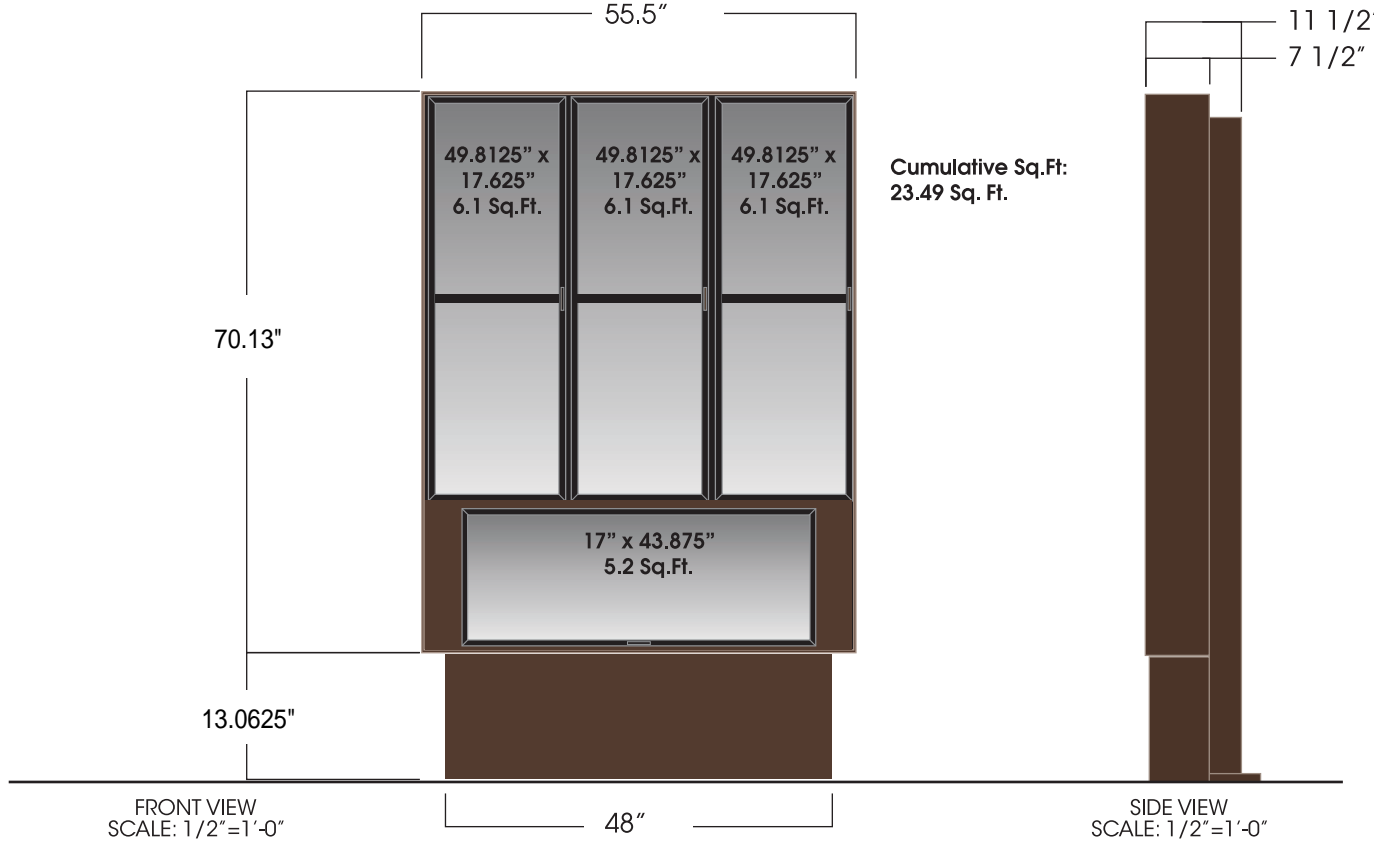 55.5"
11 1/2"
7 1/2"
49.8125" x
17.625"
6.1 Sq.Ft.
49.8125" x
17.625"
6.1 Sq.Ft.
49.8125" x
17.625"
6.1 Sq.Ft.
Cumulative Sq.Ft:
23.49 Sq. Ft.
70.13"
17" x 43.875"
5.2 Sq.Ft.
13.0625"
FRONT VIEW
SCALE: 1/2"=1'-0"
48"
SIDE VIEW
SCALE: 1/2"=1'-0"